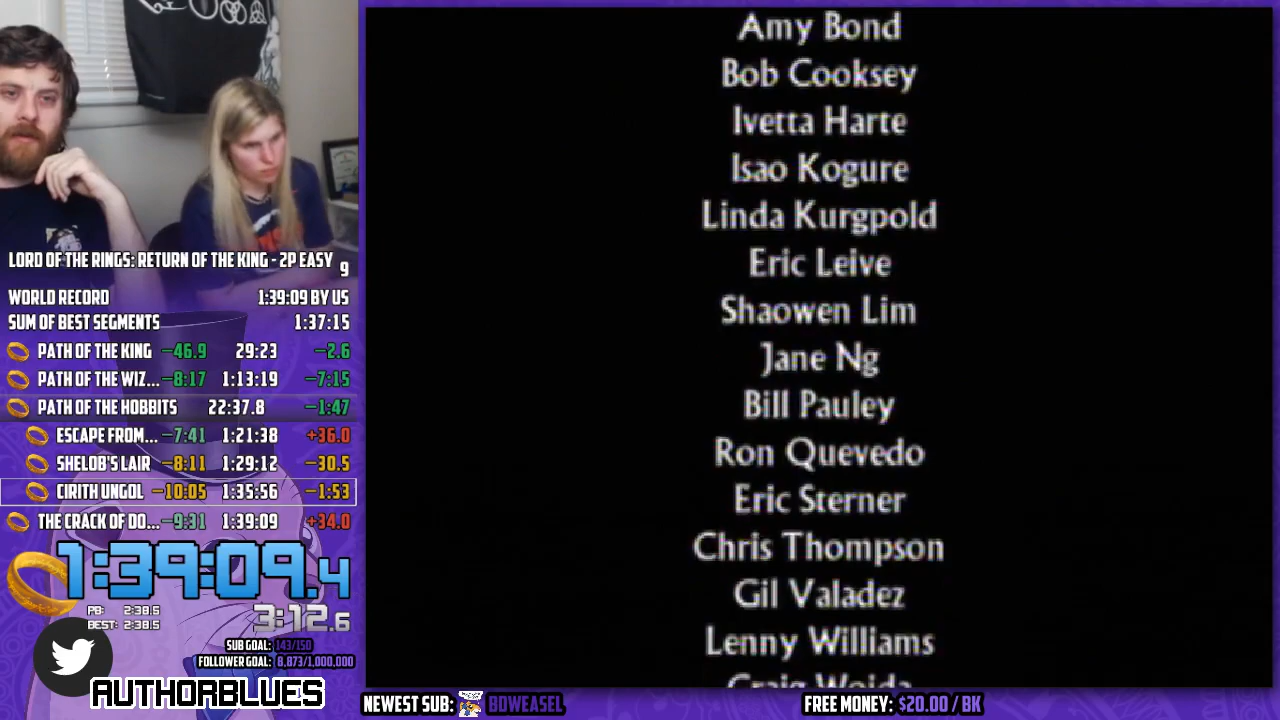 LORD OF THE RINGS: RETURN OF THE KING - 2P EASY
9
WORLD RECORD 1:39:09 BY US
SUM OF BEST SEGMENTS 1:37:15
PATH OF THE KING -46.9 29:23 -2.6
PATH OF THE WIZ... -8:17 1:13:19 -7:15
PATH OF THE HOBBITS 22:37.8 -1:47
ESCAPE FROM... -7:41 1:21:38 +36.0
SHELOB'S LAIR -8:11 1:29:12 -30.5
CIRITH UNGOL -10:05 1:35:56 -1:53
THE CRACK OF DO... -9:31 1:39:09 +34.0
1:39:09.4
PB: 2:38.5
BEST: 2:38.5
3:12.6
SUB GOAL: 143/150
FOLLOWER GOAL: 8,873/1,000,000
AUTHORBLUES
Amy Bond
Bob Cooksey
Ivetta Harte
Isao Kogure
Linda Kurgpold
Eric Leive
Shaowen Lim
Jane Ng
Bill Pauley
Ron Quevedo
Eric Sterner
Chris Thompson
Gil Valadez
Lenny Williams
Craig
NEWEST SUB: BDWEASEL
FREE MONEY: $20.00 / BK